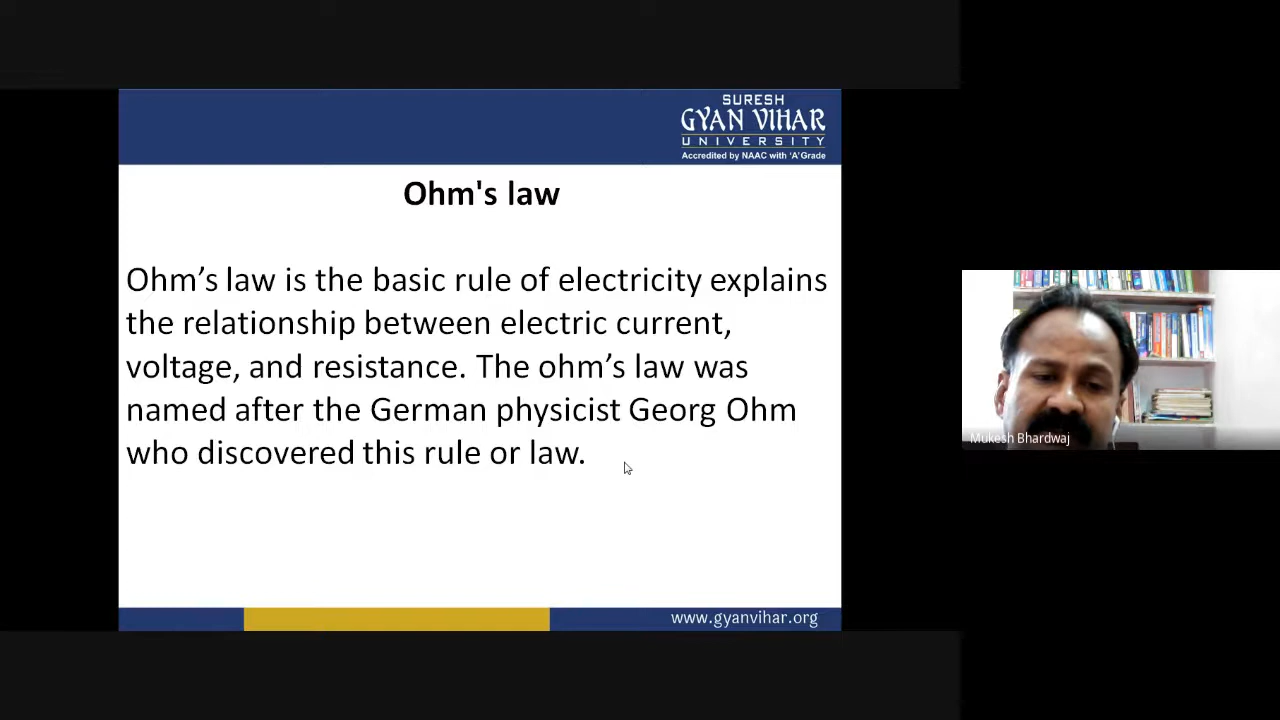 SURESH
GYAN VIHAR
UNIVERSITY
Accredited by NAAC with 'A' Grade
Ohm's law
Ohm’s law is the basic rule of electricity explains
the relationship between electric current,
voltage, and resistance. The ohm’s law was
named after the German physicist Georg Ohm
who discovered this rule or law.
www.gyanvihar.org
Mukesh Bhardwaj